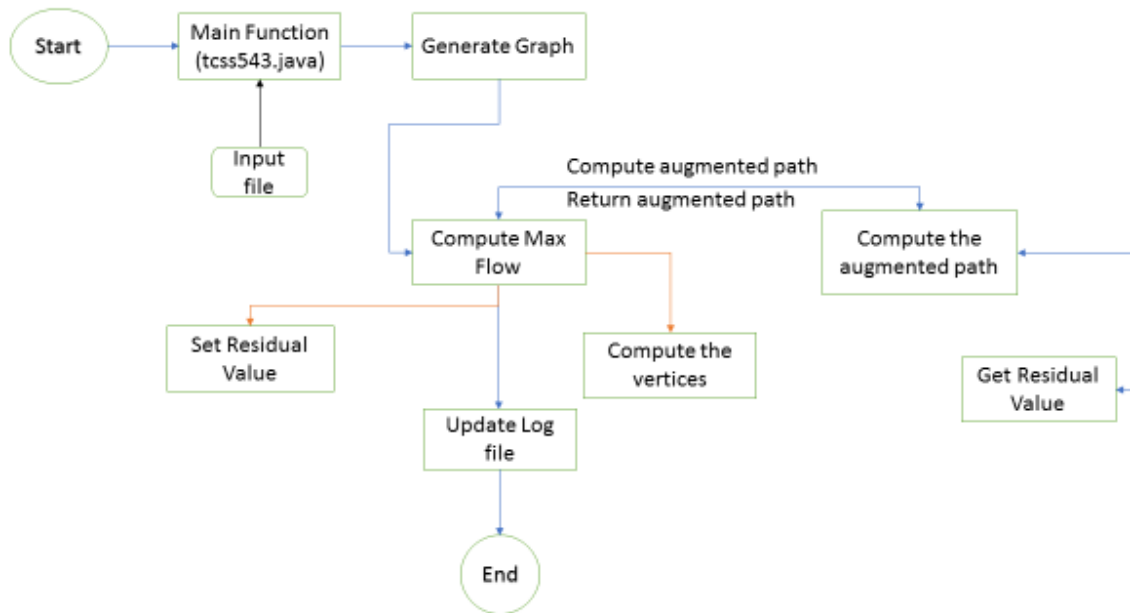 Start
Main Function
(tcss543.java)
Generate Graph
Input
file
Compute augmented path
Return augmented path
Compute Max
Flow
Compute the
augmented path
Set Residual
Value
Compute the
vertices
Get Residual
Value
Update Log
file
End